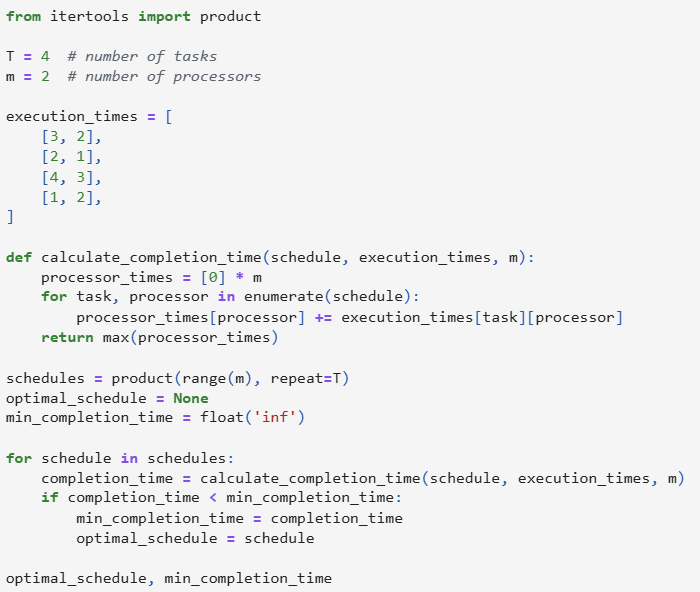 from itertools import product

T = 4  # number of tasks
m = 2  # number of processors

execution_times = [
    [3, 2],
    [2, 1],
    [4, 3],
    [1, 2],
]

def calculate_completion_time(schedule, execution_times, m):
    processor_times = [0] * m
    for task, processor in enumerate(schedule):
        processor_times[processor] += execution_times[task][processor]
    return max(processor_times)

schedules = product(range(m), repeat=T)
optimal_schedule = None
min_completion_time = float('inf')

for schedule in schedules:
    completion_time = calculate_completion_time(schedule, execution_times, m)
    if completion_time < min_completion_time:
        min_completion_time = completion_time
        optimal_schedule = schedule

optimal_schedule, min_completion_time